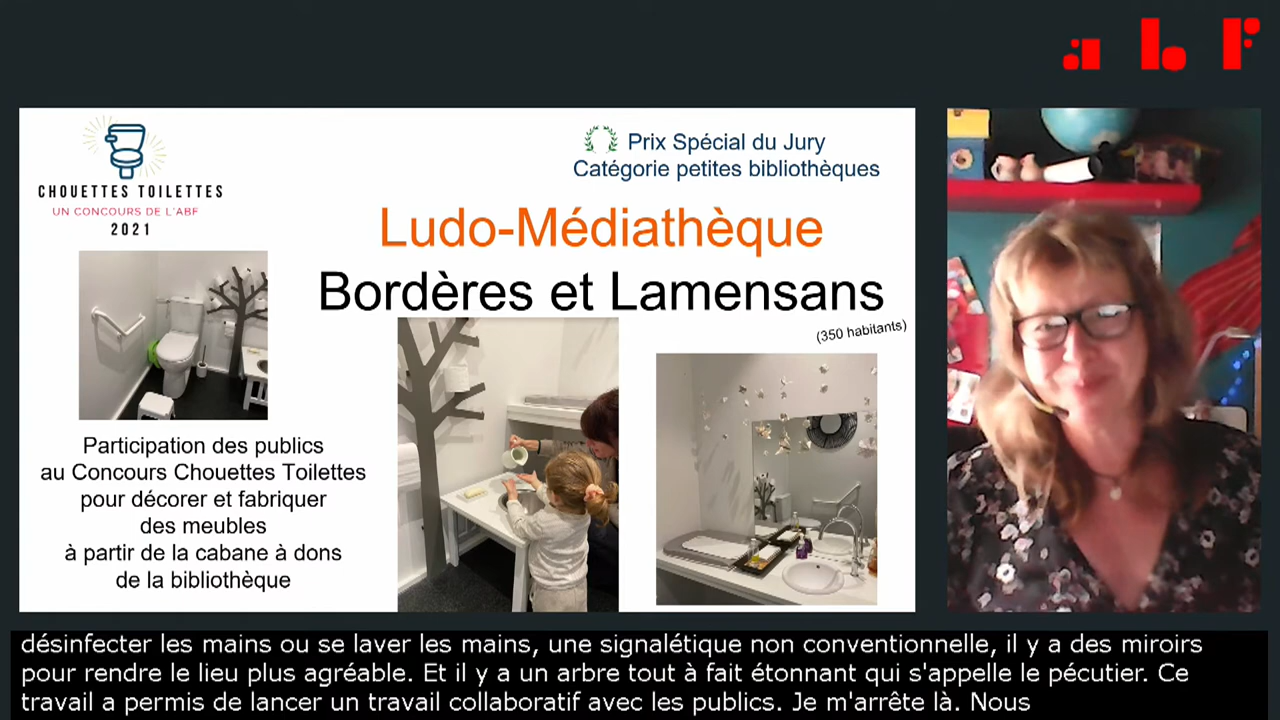 abf
CHOUETTES TOILETTES
UN CONCOURS DE L'ABF
2021
Prix Spécial du Jury
Catégorie petites bibliothèques
Ludo-Médiathèque
Bordères et Lamensans
(350 habitants)
Participation des publics
au Concours Chouettes Toilettes
pour décorer et fabriquer
des meubles
à partir de la cabane à dons
de la bibliothèque
désinfecter les mains ou se laver les mains, une signalétique non conventionnelle, il y a des miroirs
pour rendre le lieu plus agréable. Et il y a un arbre tout à fait étonnant qui s'appelle le pécutier. Ce
travail a permis de lancer un travail collaboratif avec les publics. Je m'arrête là. Nous